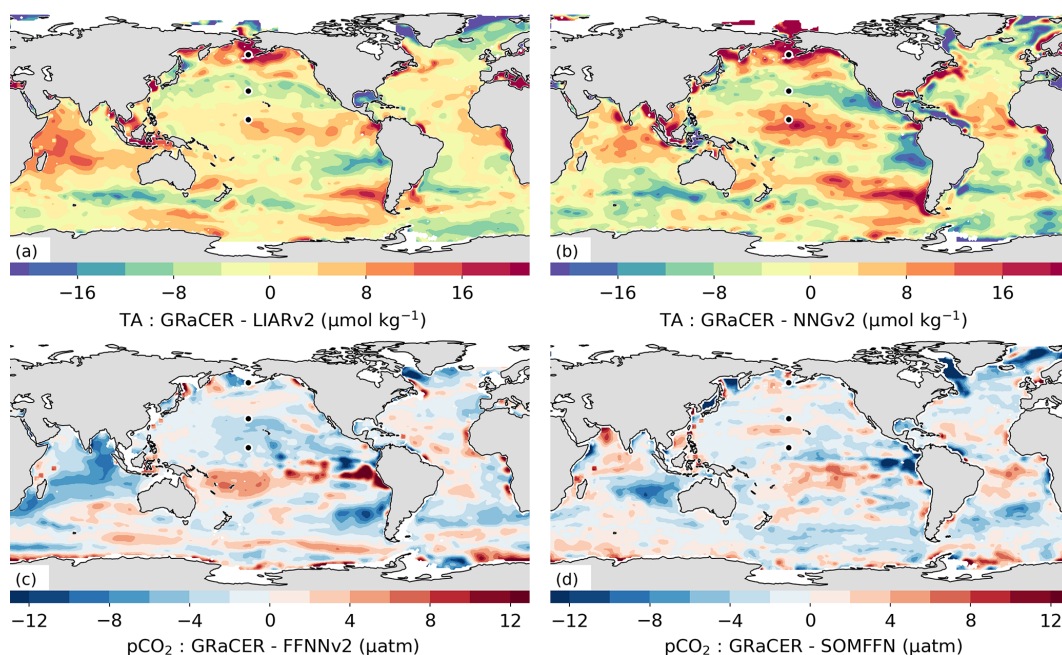 (a)
−16 −8 0 8 16
TA : GRaCER - LIARv2 (μmol kg⁻¹)
(b)
−16 −8 0 8 16
TA : GRaCER - NNGv2 (μmol kg⁻¹)
(c)
−12 −8 −4 0 4 8 12
pCO₂ : GRaCER - FFNNv2 (μatm)
(d)
−12 −8 −4 0 4 8 12
pCO₂ : GRaCER - SOMFFN (μatm)